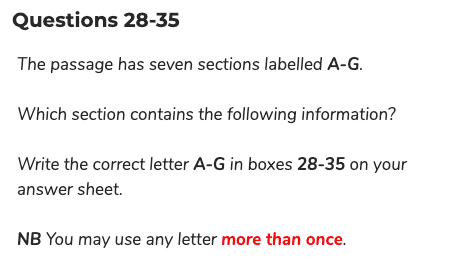 Questions 28-35
The passage has seven sections labelled A-G.
Which section contains the following information?
Write the correct letter A-G in boxes 28-35 on your
answer sheet.
NB You may use any letter more than once.